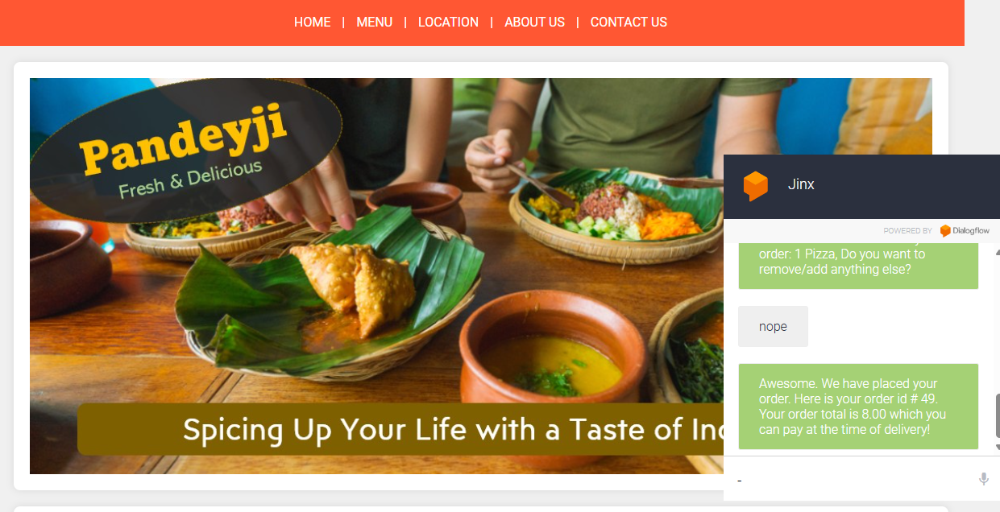 HOME | MENU | LOCATION | ABOUT US | CONTACT US
Pandeyji
Fresh & Delicious
Spicing Up Your Life with a Taste of
Jinx
POWERED BY Dialogflow
order: 1 Pizza, Do you want to
remove/add anything else?
nope
Awesome. We have placed your
order. Here is your order id # 49.
Your order total is 8.00 which you
can pay at the time of delivery!
-